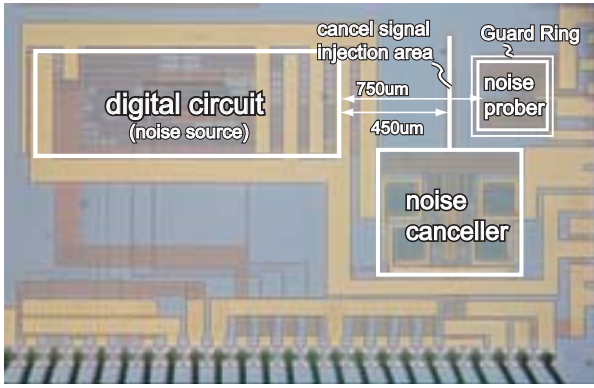 cancel signal
injection area
Guard Ring
digital circuit
(noise source)
750um
450um
noise
prober
noise
canceller